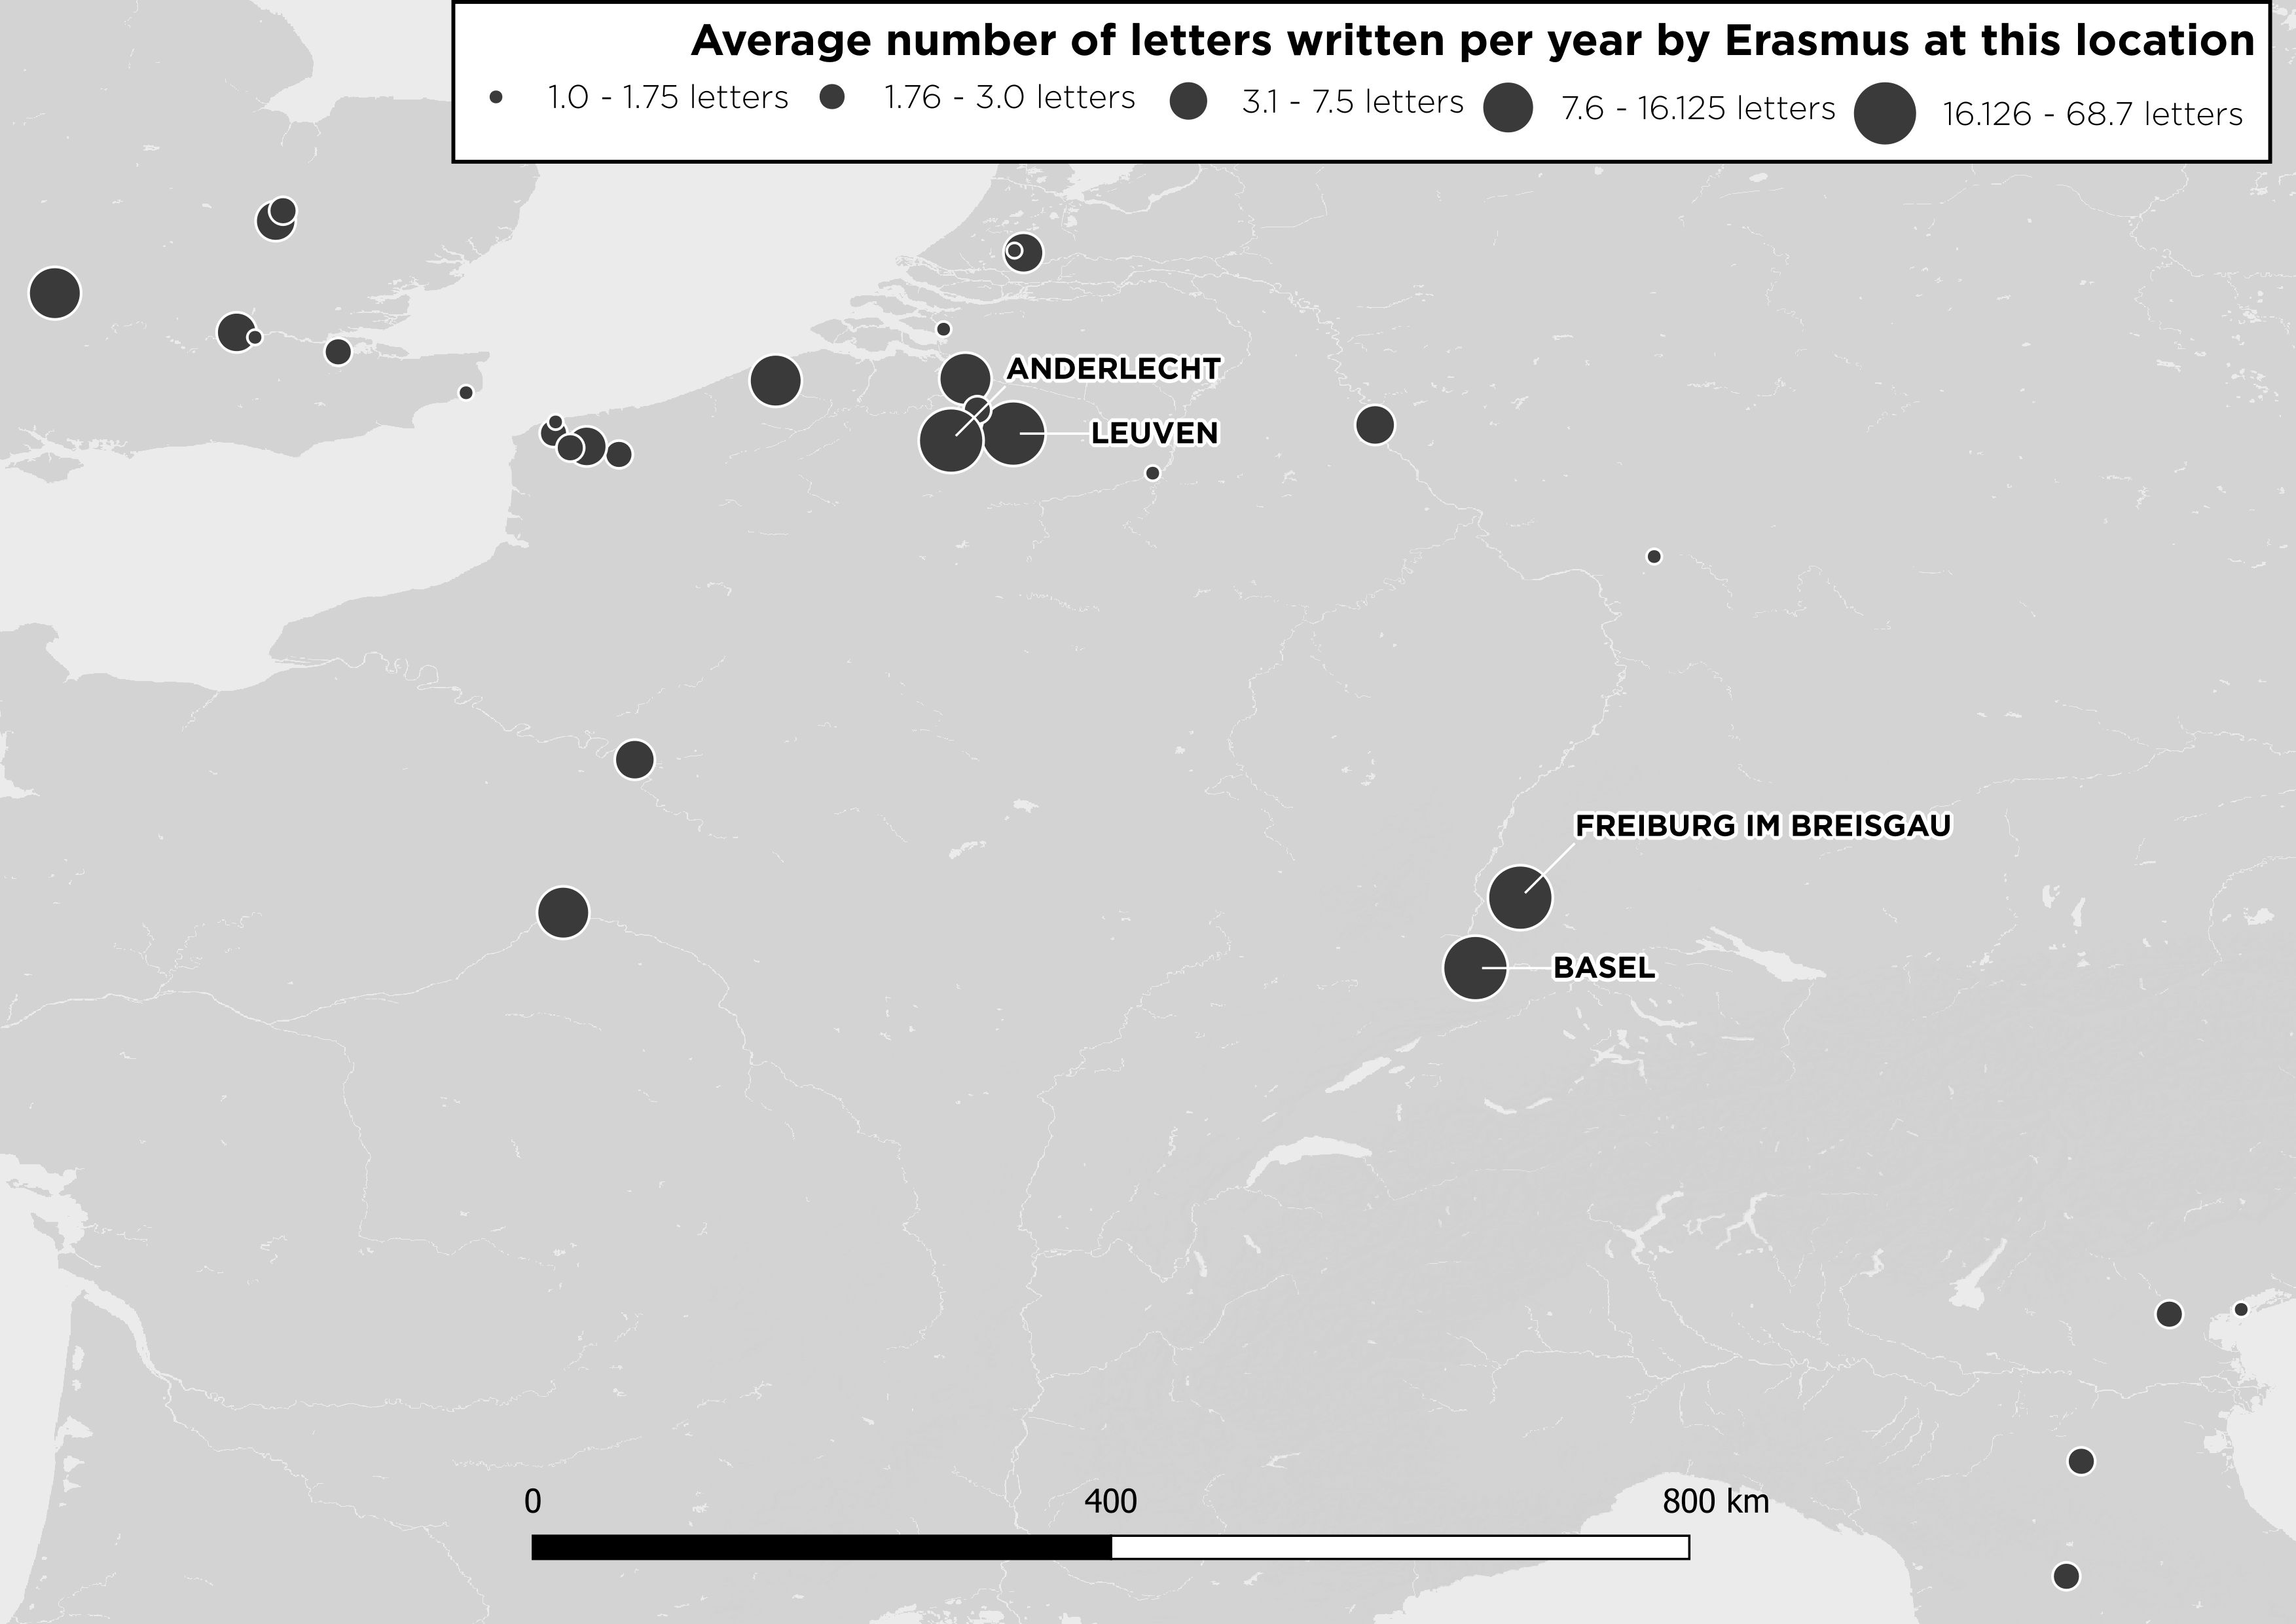 Average number of letters written per year by Erasmus at this location
1.0 - 1.75 letters
1.76 - 3.0 letters
3.1 - 7.5 letters
7.6 - 16.125 letters
16.126 - 68.7 letters
ANDERLECHT
LEUVEN
FREIBURG IM BREISGAU
BASEL
0 400 800 km